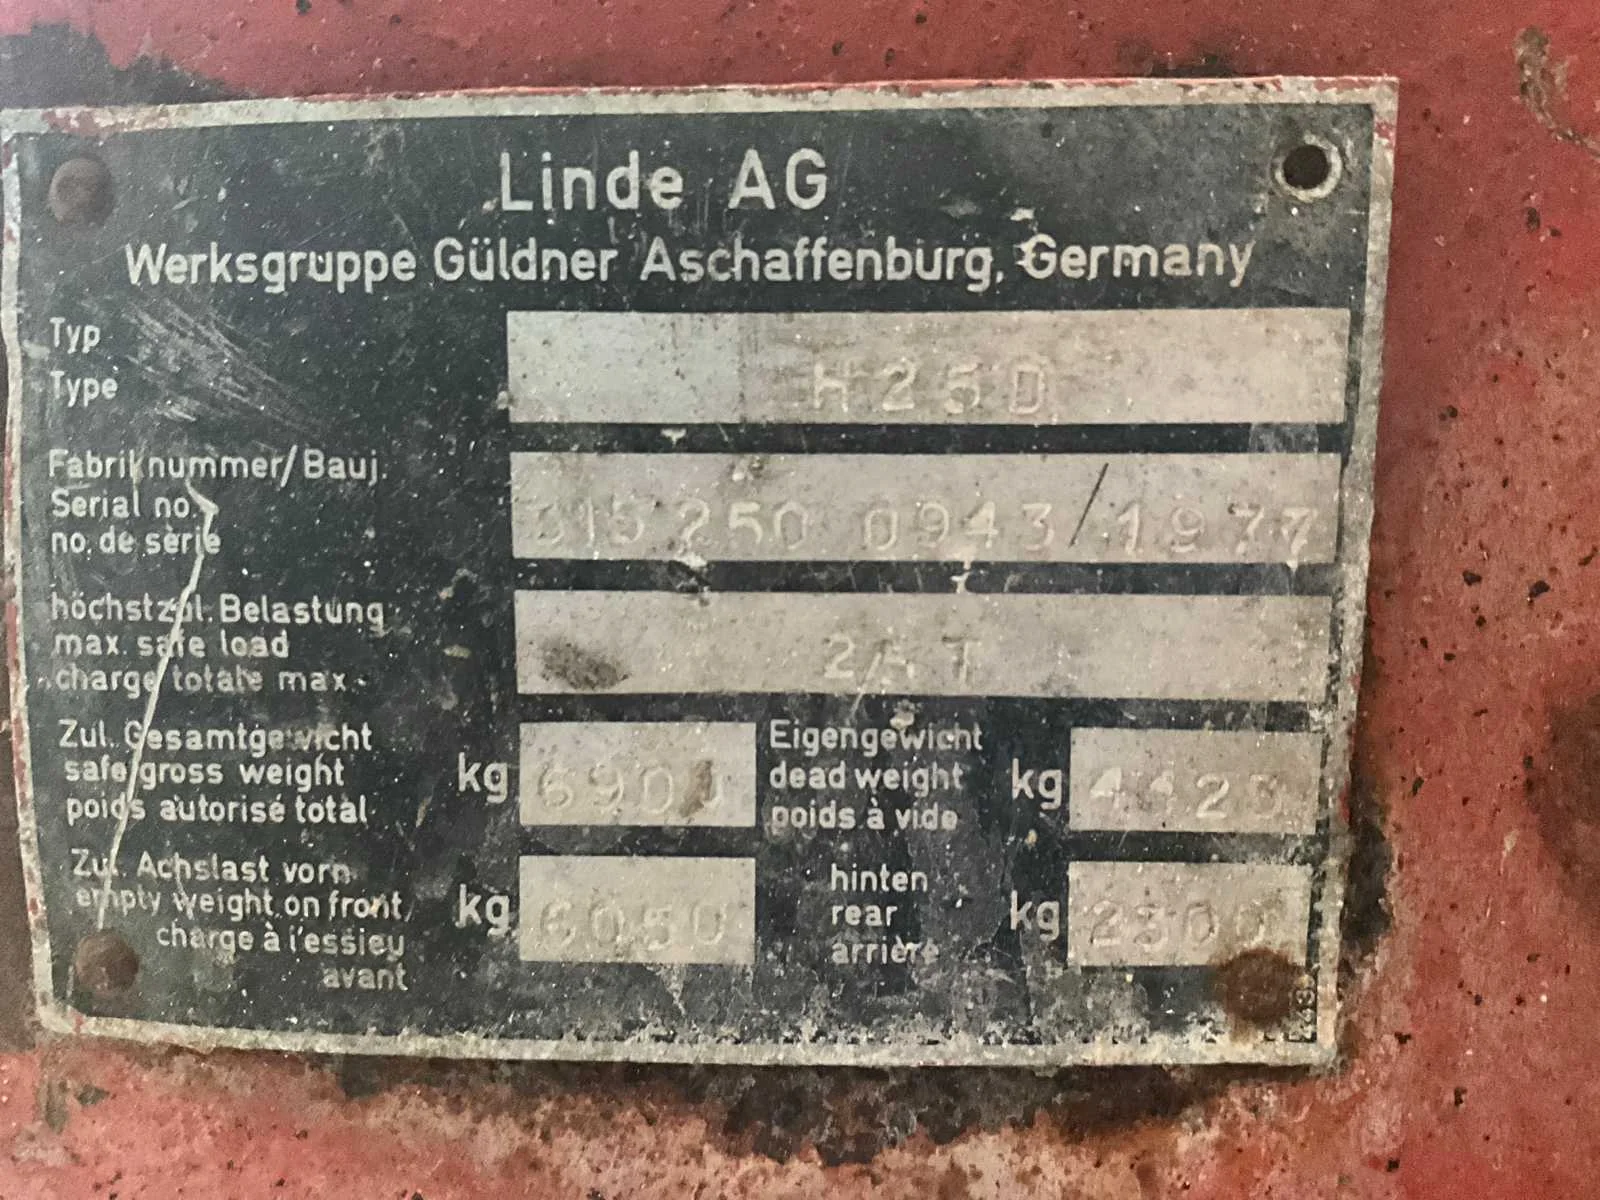 Linde AG
Werksgruppe Güldner Aschaffenburg, Germany
Typ
Type
H25D
Fabriknummer/Bauj.
Serial no.
no. de série
315 250 0943/1977
höchstzul. Belastung
max. safe load
charge totale max.
Zul. Gesamtgewicht
safe gross weight
poids autorisé total
kg 6900
Eigengewicht
dead weight
poids à vide
kg
Zul. Achslast vorn
empty weight on front
charge à l'essieu
avant
kg 6050
hinten
rear
arrière
kg 2300